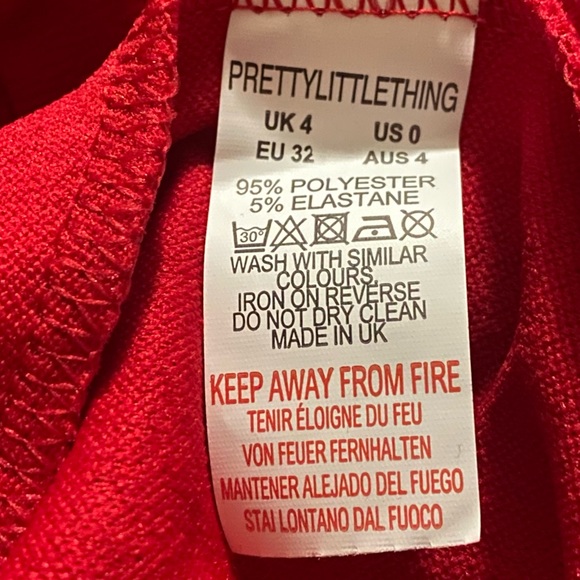 PRETTYLITTLETHING
UK 4 US 0
EU 32 AUS 4
95% POLYESTER
5% ELASTANE
30°
WASH WITH SIMILAR
COLOURS
IRON ON REVERSE
DO NOT DRY CLEAN
MADE IN UK
KEEP AWAY FROM FIRE
TENIR ÉLOIGNE DU FEU
VON FEUER FERNHALTEN
MANTENER ALEJADO DEL FUEGO
STAI LONTANO DAL FUOCO